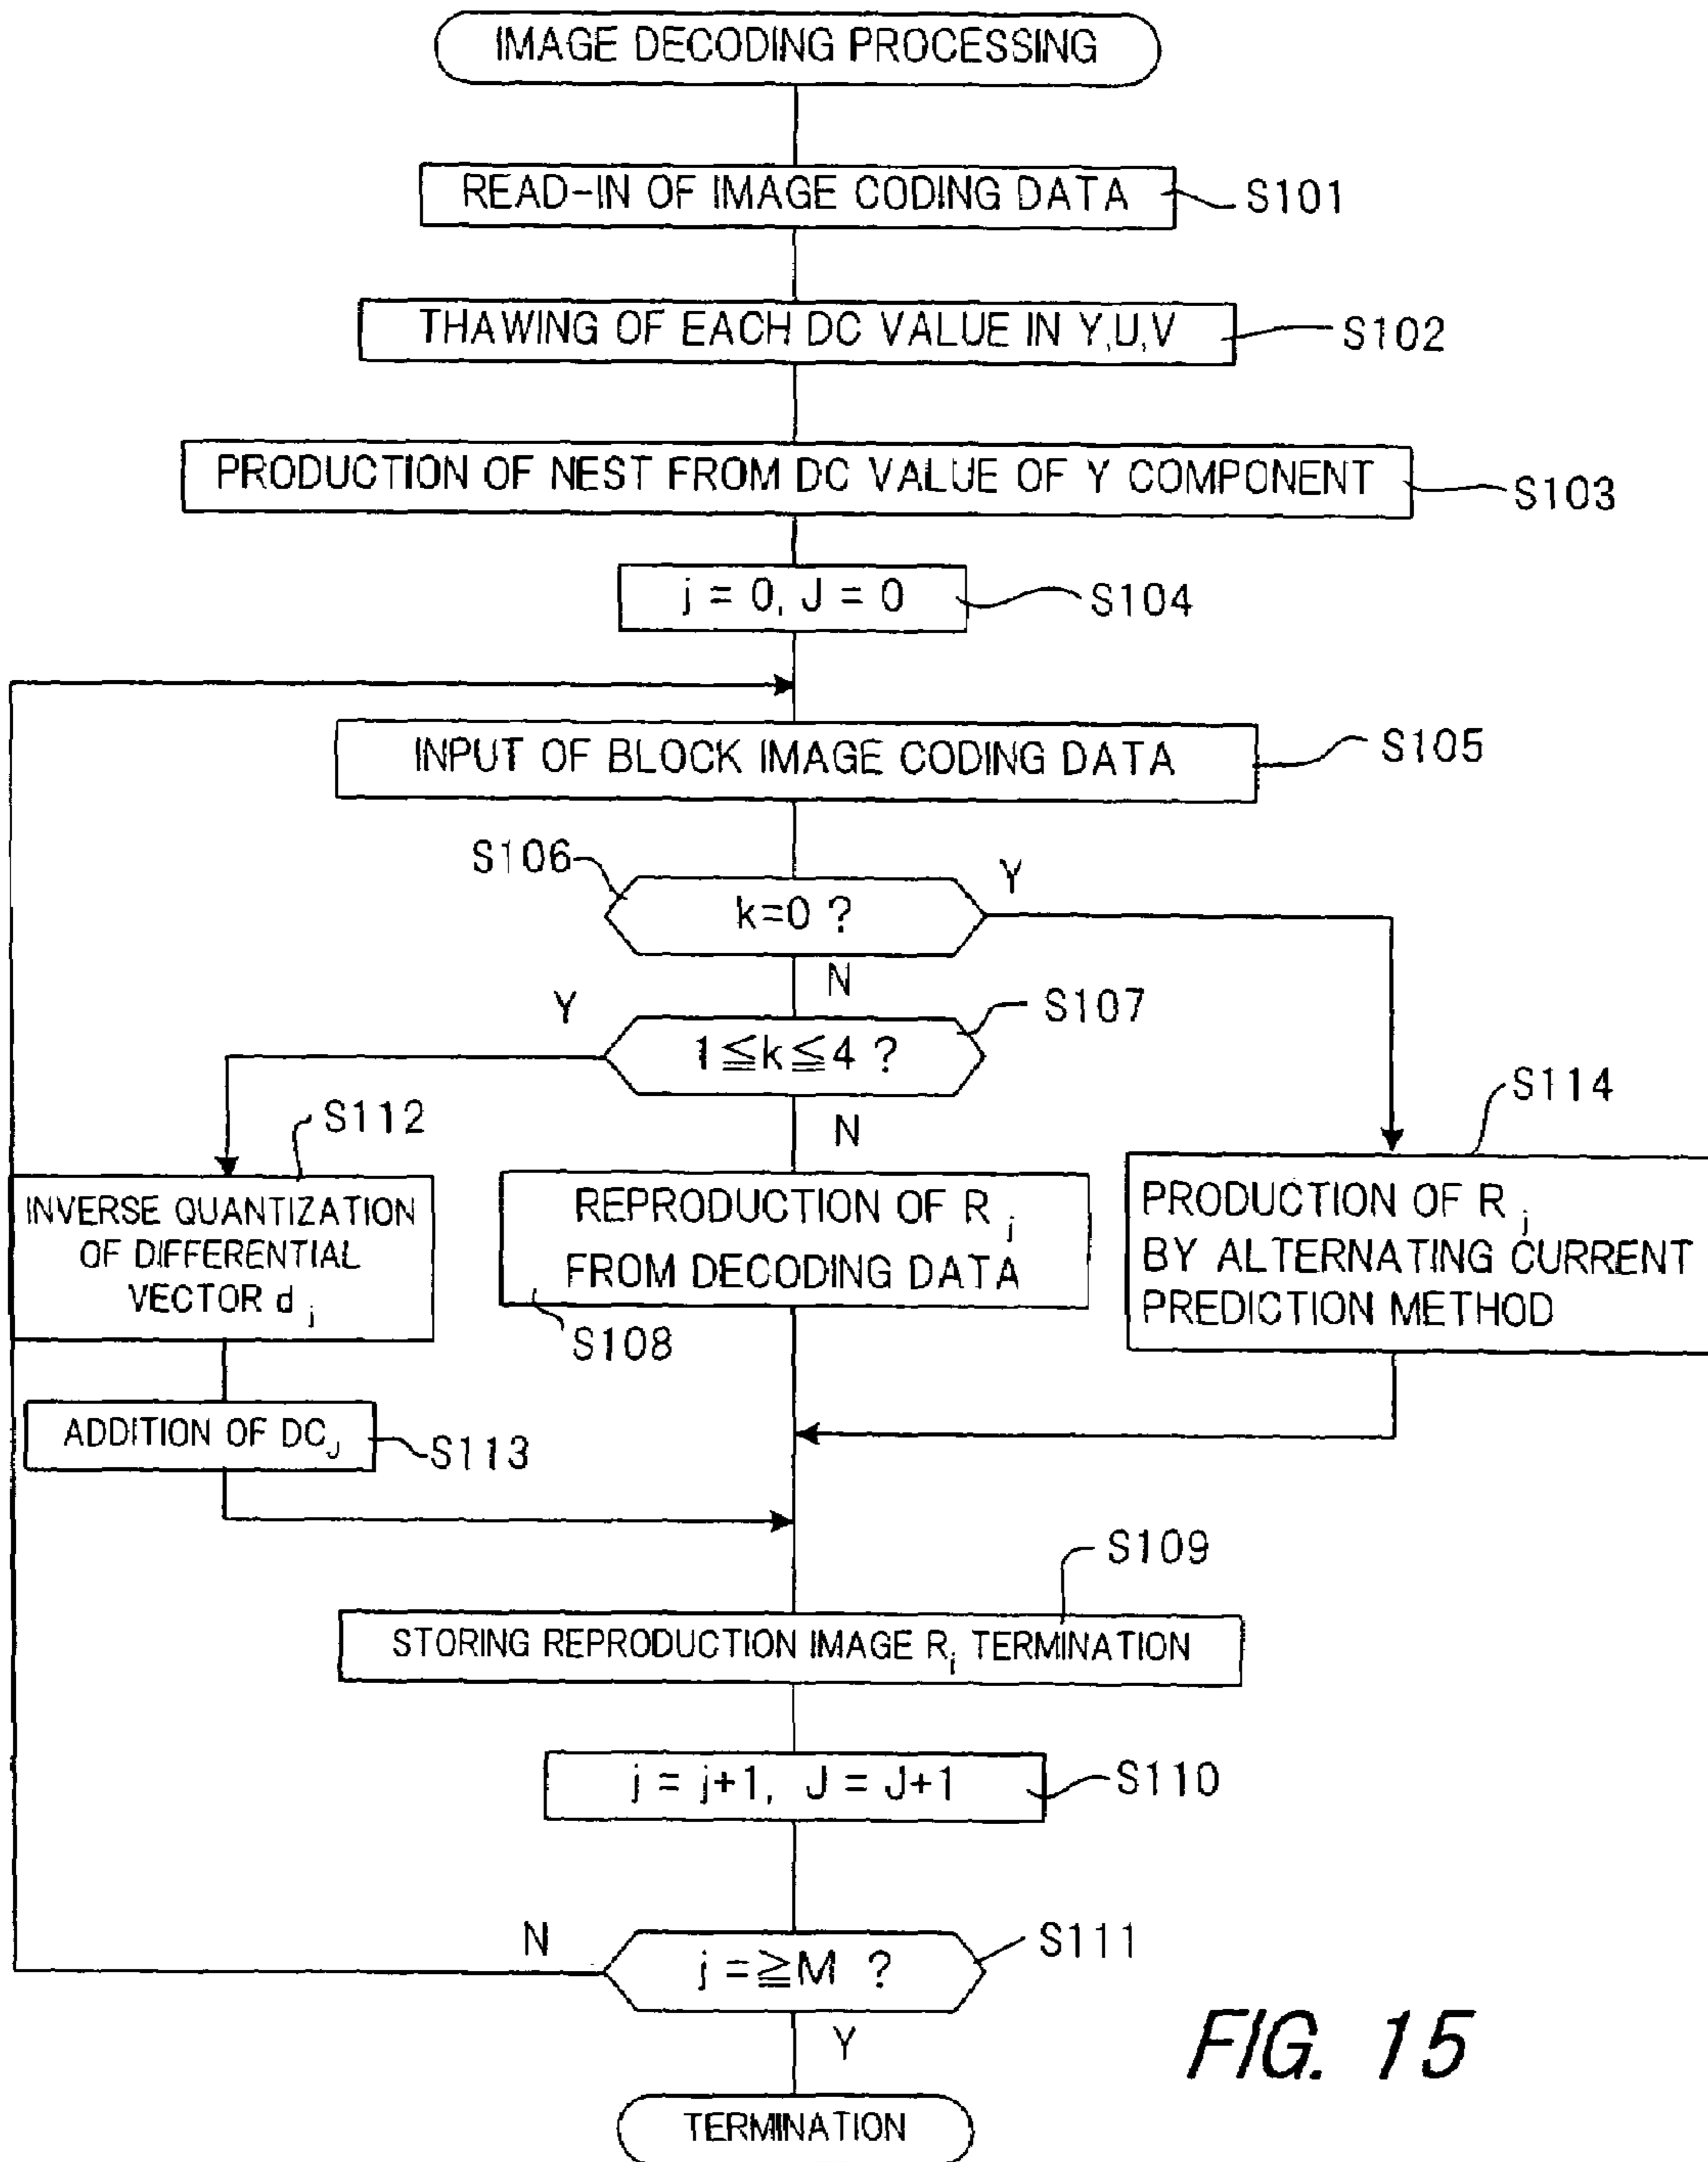 IMAGE DECODING PROCESSING
READ-IN OF IMAGE CODING DATA
S101
THAWING OF EACH DC VALUE IN Y,U,V
S102
PRODUCTION OF NEST FROM DC VALUE OF Y COMPONENT
S103
j = 0, J = 0
S104
INPUT OF BLOCK IMAGE CODING DATA
S105
S106
k=0 ?
Y
N
S107
Y
1≦k≦4 ?
N
S112
INVERSE QUANTIZATION
OF DIFFERENTIAL
VECTOR d j
REPRODUCTION OF R j
FROM DECODING DATA
S108
S114
PRODUCTION OF R j
BY ALTERNATING CURRENT
PREDICTION METHOD
ADDITION OF DCJ
S113
S109
STORING REPRODUCTION IMAGE Rj TERMINATION
j = j+1, J = J+1
S110
N
j =≧M ?
S111
Y
TERMINATION
FIG. 15